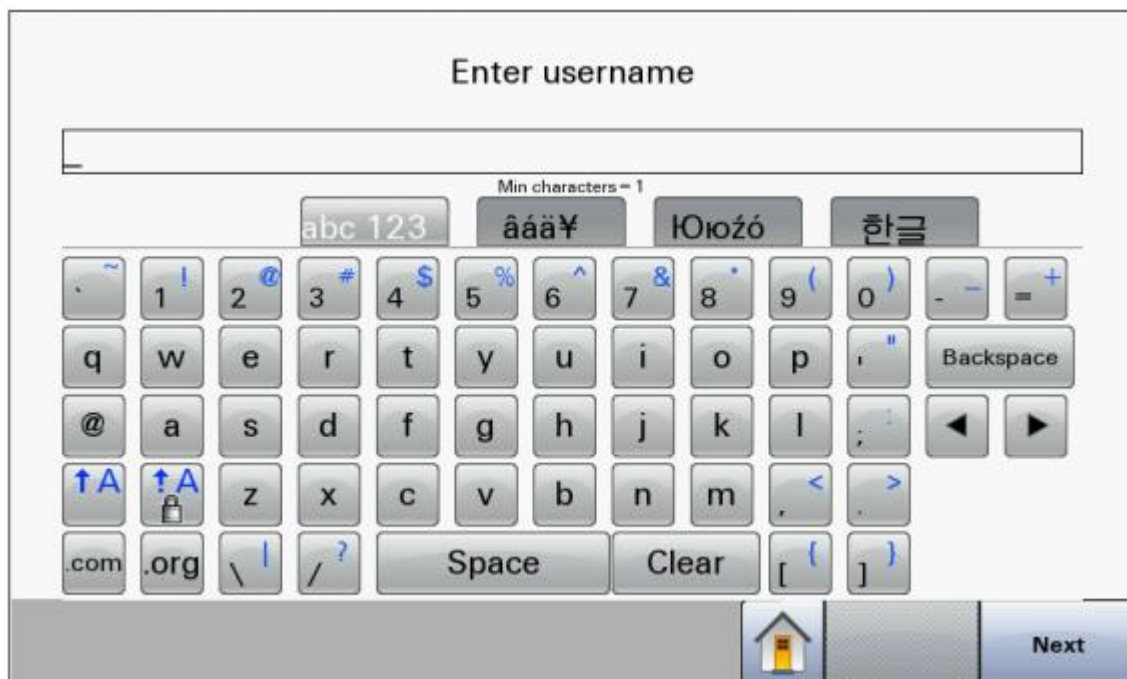 Enter username
_
Min characters = 1
abc 123 âáä¥ Ююźó 한글
` ~ 1 ! 2 @ 3 # 4 $ 5 % 6 ^ 7 & 8 * 9 ( 0 ) - _ = +
q w e r t y u i o p ' " Backspace
@ a s d f g h j k l ; : ◀ ▶
↑A ↑A z x c v b n m , < . >
.com .org \ | / ? Space Clear [ { ] }
Next